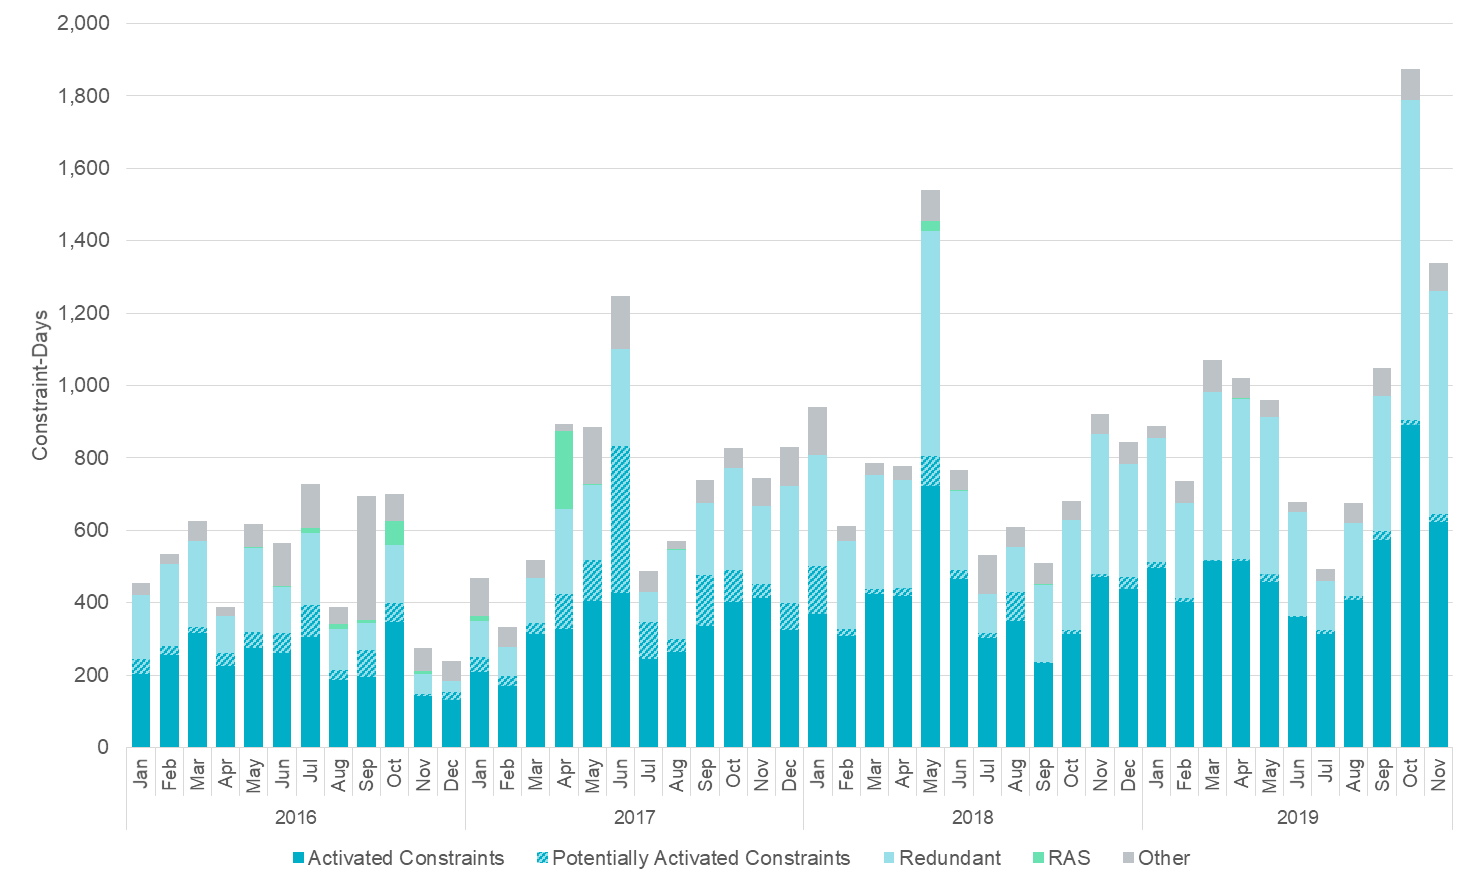 2,000
1,800
1,600
1,400
1,200
1,000
800
600
400
200
0
Constraint-Days
Jan Feb Mar Apr May Jun Jul Aug Sep Oct Nov Dec Jan Feb Mar Apr May Jun Jul Aug Sep Oct Nov Dec Jan Feb Mar Apr May Jun Jul Aug Sep Oct Nov Dec Jan Feb Mar Apr May Jun Jul Aug Sep Oct Nov
2016 2017 2018 2019
Activated Constraints Potentially Activated Constraints Redundant RAS Other